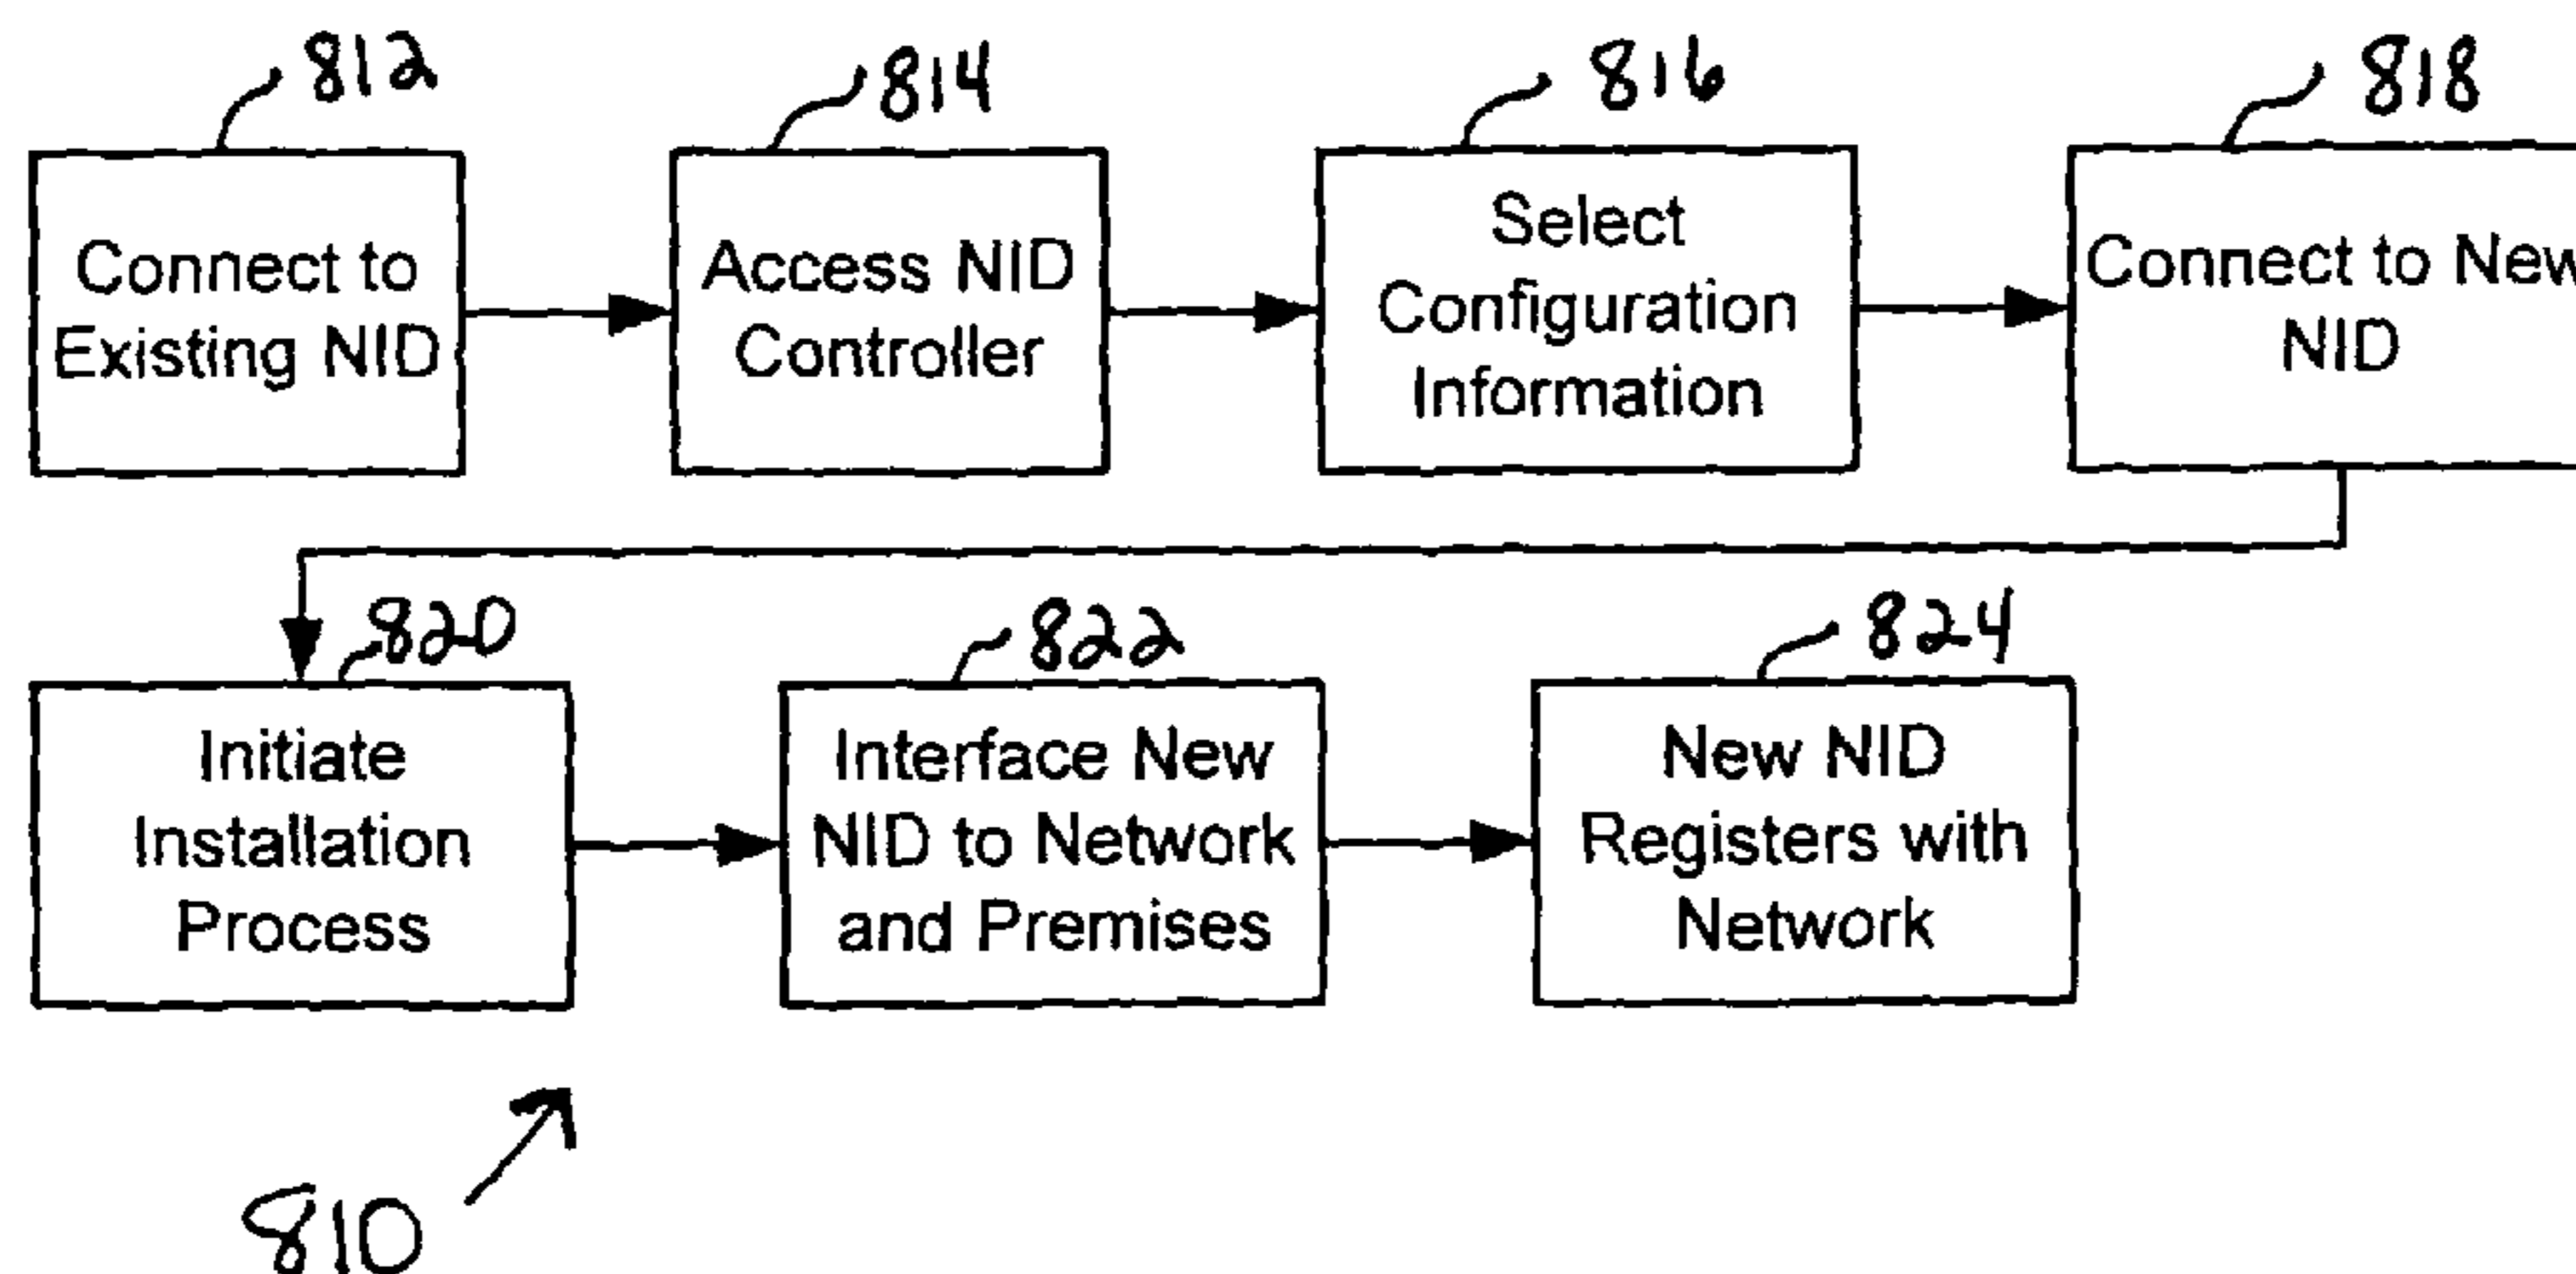 812
814
816
818
Connect to
Existing NID
Access NID
Controller
Select
Configuration
Information
Connect to New
NID
820
822
824
Initiate
Installation
Process
Interface New
NID to Network
and Premises
New NID
Registers with
Network
810